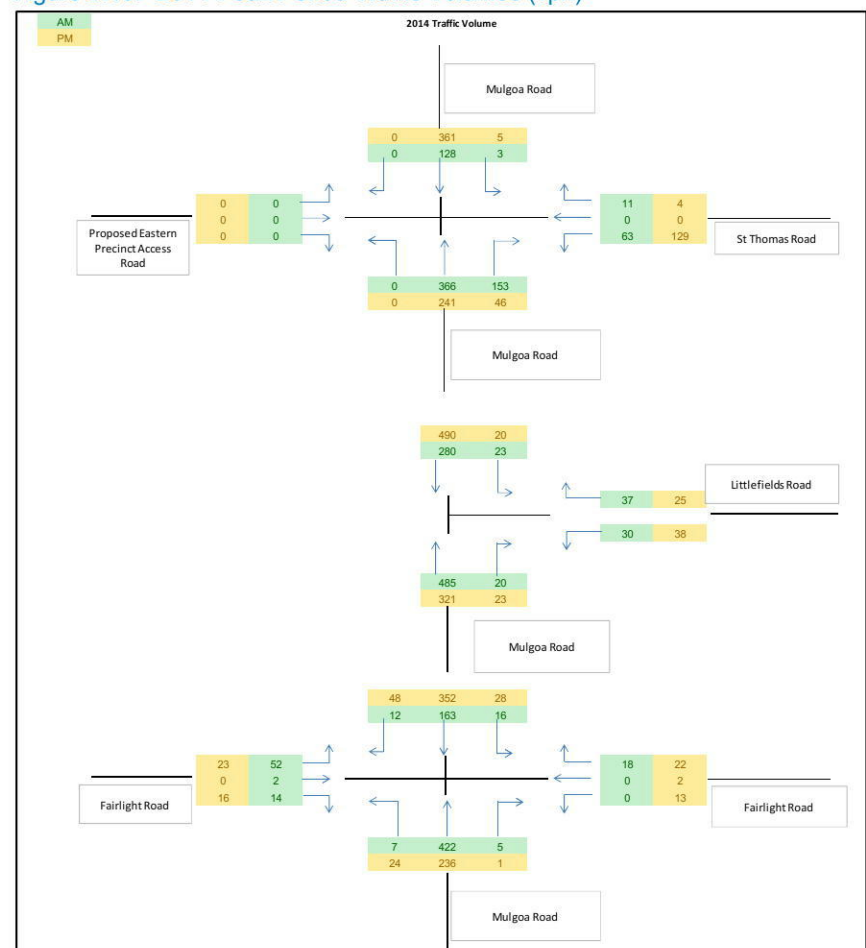 AM
PM
2014 Traffic Volume
Mulgoa Road
0 361 5
0 128 3
0 0
0 0
0 0
Proposed Eastern
Precinct Access
Road
11 4
0 0
63 129
St Thomas Road
0 366 153
0 241 46
Mulgoa Road
490 20
280 23
Littlefields Road
37 25
30 38
485 20
321 23
Mulgoa Road
48 352 28
12 163 16
23 52
0 2
16 14
Fairlight Road
18 22
0 2
0 13
Fairlight Road
7 422 5
24 236 1
Mulgoa Road